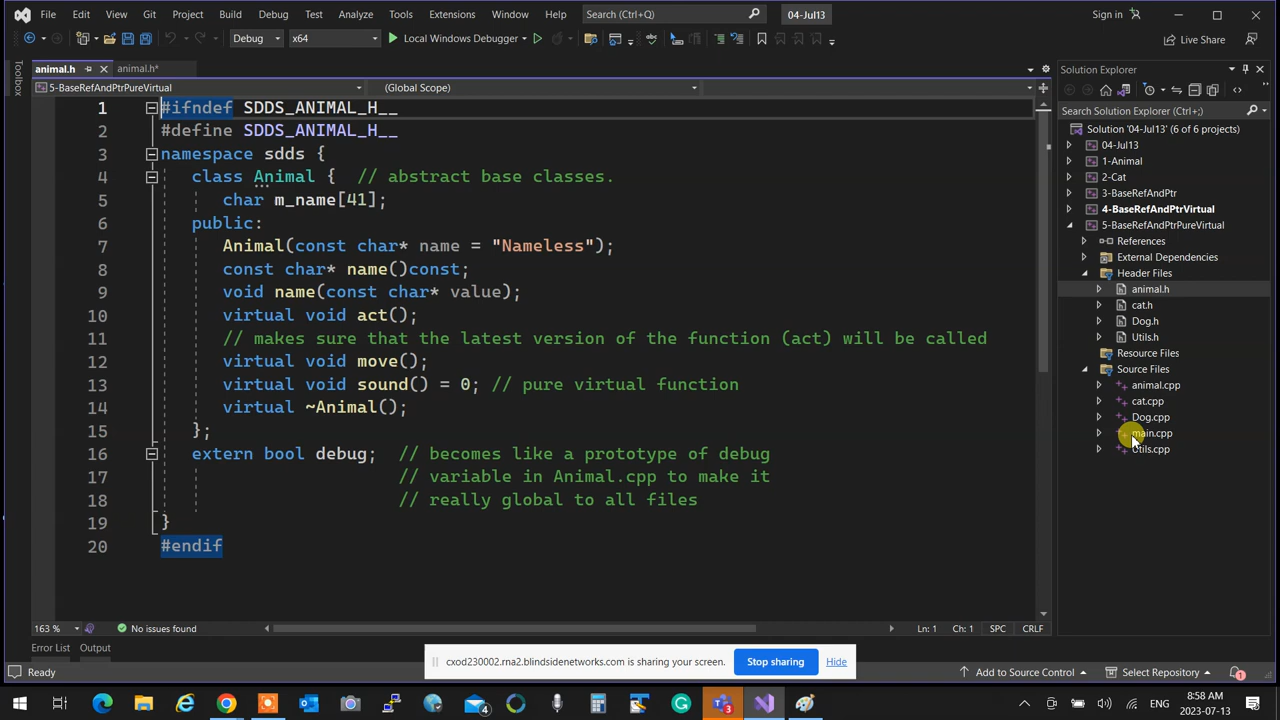 File Edit View Git Project Build Debug Test Analyze Tools Extensions Window Help Search (Ctrl+Q) 04-Jul13 Sign in
Debug x64 Local Windows Debugger Live Share
Toolbox
animal.h animal.h*
5-BaseRefAndPtrPureVirtual (Global Scope)
1 #ifndef SDDS_ANIMAL_H__
2 #define SDDS_ANIMAL_H__
3 namespace sdds {
4 class Animal { // abstract base classes.
5 char m_name[41];
6 public:
7 Animal(const char* name = "Nameless");
8 const char* name()const;
9 void name(const char* value);
10 virtual void act();
11 // makes sure that the latest version of the function (act) will be called
12 virtual void move();
13 virtual void sound() = 0; // pure virtual function
14 virtual ~Animal();
15 };
16 extern bool debug; // becomes like a prototype of debug
17 // variable in Animal.cpp to make it
18 // really global to all files
19 }
20 #endif
163 % No issues found Ln: 1 Ch: 1 SPC CRLF
Solution Explorer
Search Solution Explorer (Ctrl+;)
Solution '04-Jul13' (6 of 6 projects)
04-Jul13
1-Animal
2-Cat
3-BaseRefAndPtr
4-BaseRefAndPtrVirtual
5-BaseRefAndPtrPureVirtual
References
External Dependencies
Header Files
animal.h
cat.h
Dog.h
Utils.h
Resource Files
Source Files
animal.cpp
cat.cpp
Dog.cpp
main.cpp
Utils.cpp
Error List Output
cxod230002.rna2.blindsidenetworks.com is sharing your screen. Stop sharing Hide
Ready Add to Source Control Select Repository 1
4 3 ENG 8:58 AM
2023-07-13